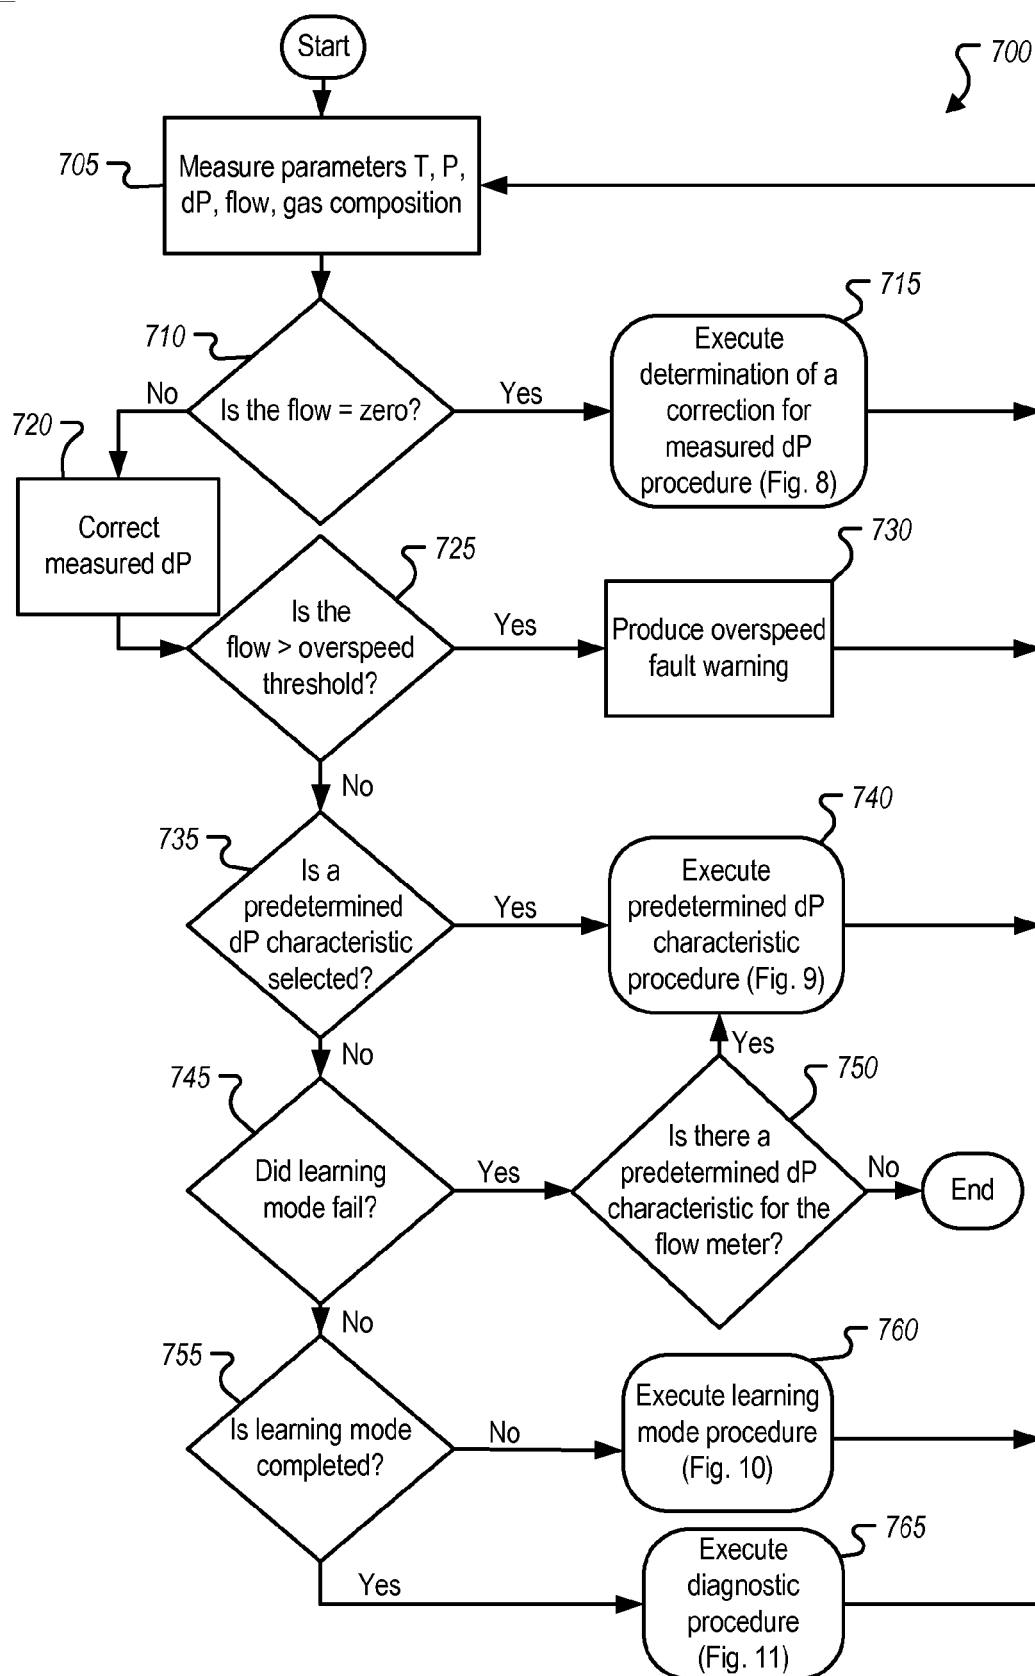 Start
700
705
Measure parameters T, P,
dP, flow, gas composition
710
Is the flow = zero?
No
Yes
715
Execute
determination of a
correction for
measured dP
procedure (Fig. 8)
720
Correct
measured dP
725
Is the
flow > overspeed
threshold?
Yes
730
Produce overspeed
fault warning
No
735
Is a
predetermined
dP characteristic
selected?
Yes
740
Execute
predetermined dP
characteristic
procedure (Fig. 9)
No
Yes
745
Did learning
mode fail?
Yes
750
Is there a
predetermined dP
characteristic for the
flow meter?
No
End
No
755
Is learning mode
completed?
No
760
Execute learning
mode procedure
(Fig. 10)
Yes
765
Execute
diagnostic
procedure
(Fig. 11)